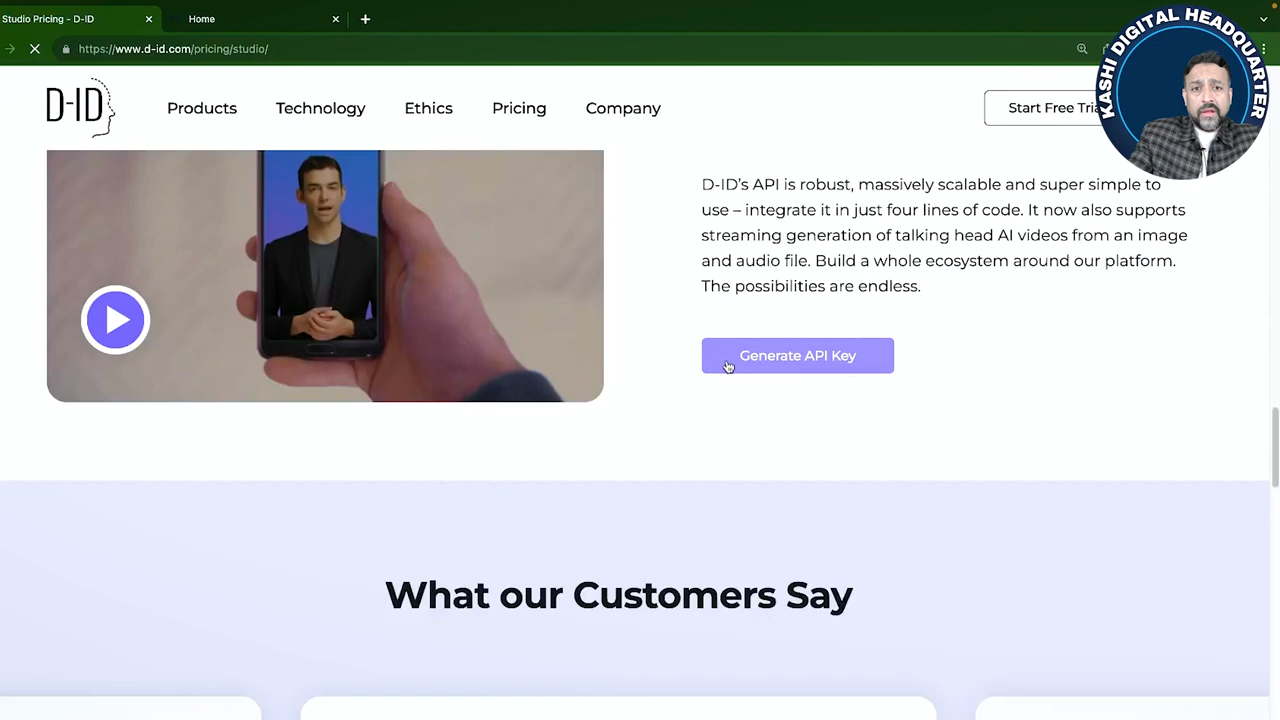 Studio Pricing - D-ID
Home
https://www.d-id.com/pricing/studio/
KASHI DIGITAL HEADQUARTER
D-ID
Products
Technology
Ethics
Pricing
Company
Start Free Tria
D-ID’s API is robust, massively scalable and super simple to
use – integrate it in just four lines of code. It now also supports
streaming generation of talking head AI videos from an image
and audio file. Build a whole ecosystem around our platform.
The possibilities are endless.
Generate API Key
What our Customers Say